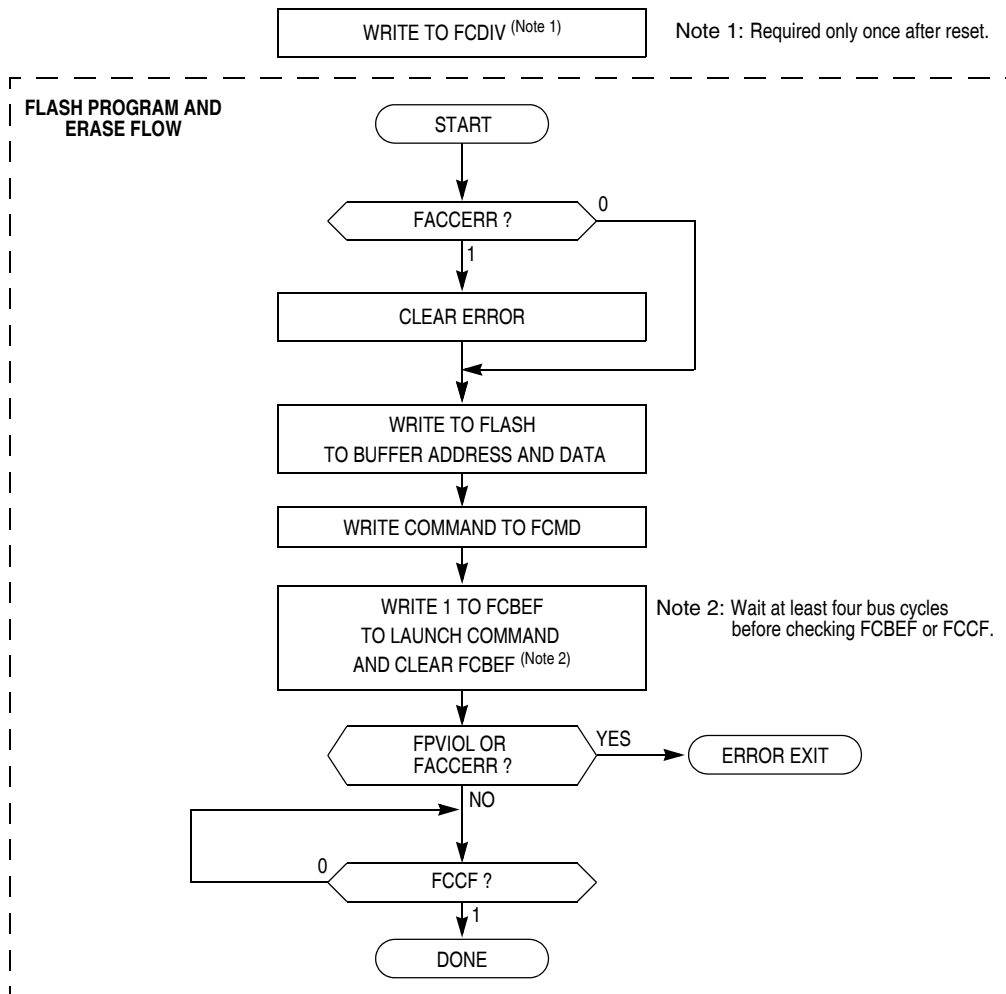 WRITE TO FCDIV (Note 1)
Note 1: Required only once after reset.
FLASH PROGRAM AND
ERASE FLOW
START
FACCERR ?
0
1
CLEAR ERROR
WRITE TO FLASH
TO BUFFER ADDRESS AND DATA
WRITE COMMAND TO FCMD
WRITE 1 TO FCBEF
TO LAUNCH COMMAND
AND CLEAR FCBEF (Note 2)
Note 2: Wait at least four bus cycles
before checking FCBEF or FCCF.
FPVIOL OR
FACCERR ?
YES
ERROR EXIT
NO
0
FCCF ?
1
DONE